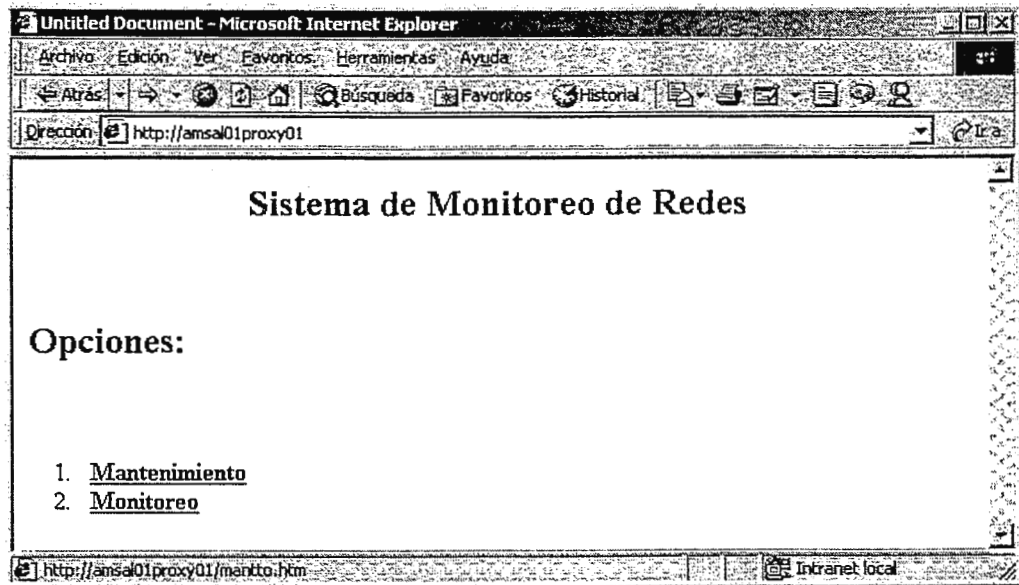 Untitled Document - Microsoft Internet Explorer
Archivo Edición Ver Favoritos Herramientas Ayuda
Atrás Búsqueda Favoritos Historial
Dirección http://amsal01proxy01 Ir a
Sistema de Monitoreo de Redes
Opciones:
1. Mantenimiento
2. Monitoreo
http://amsal01proxy01/mantto.htm Intranet local